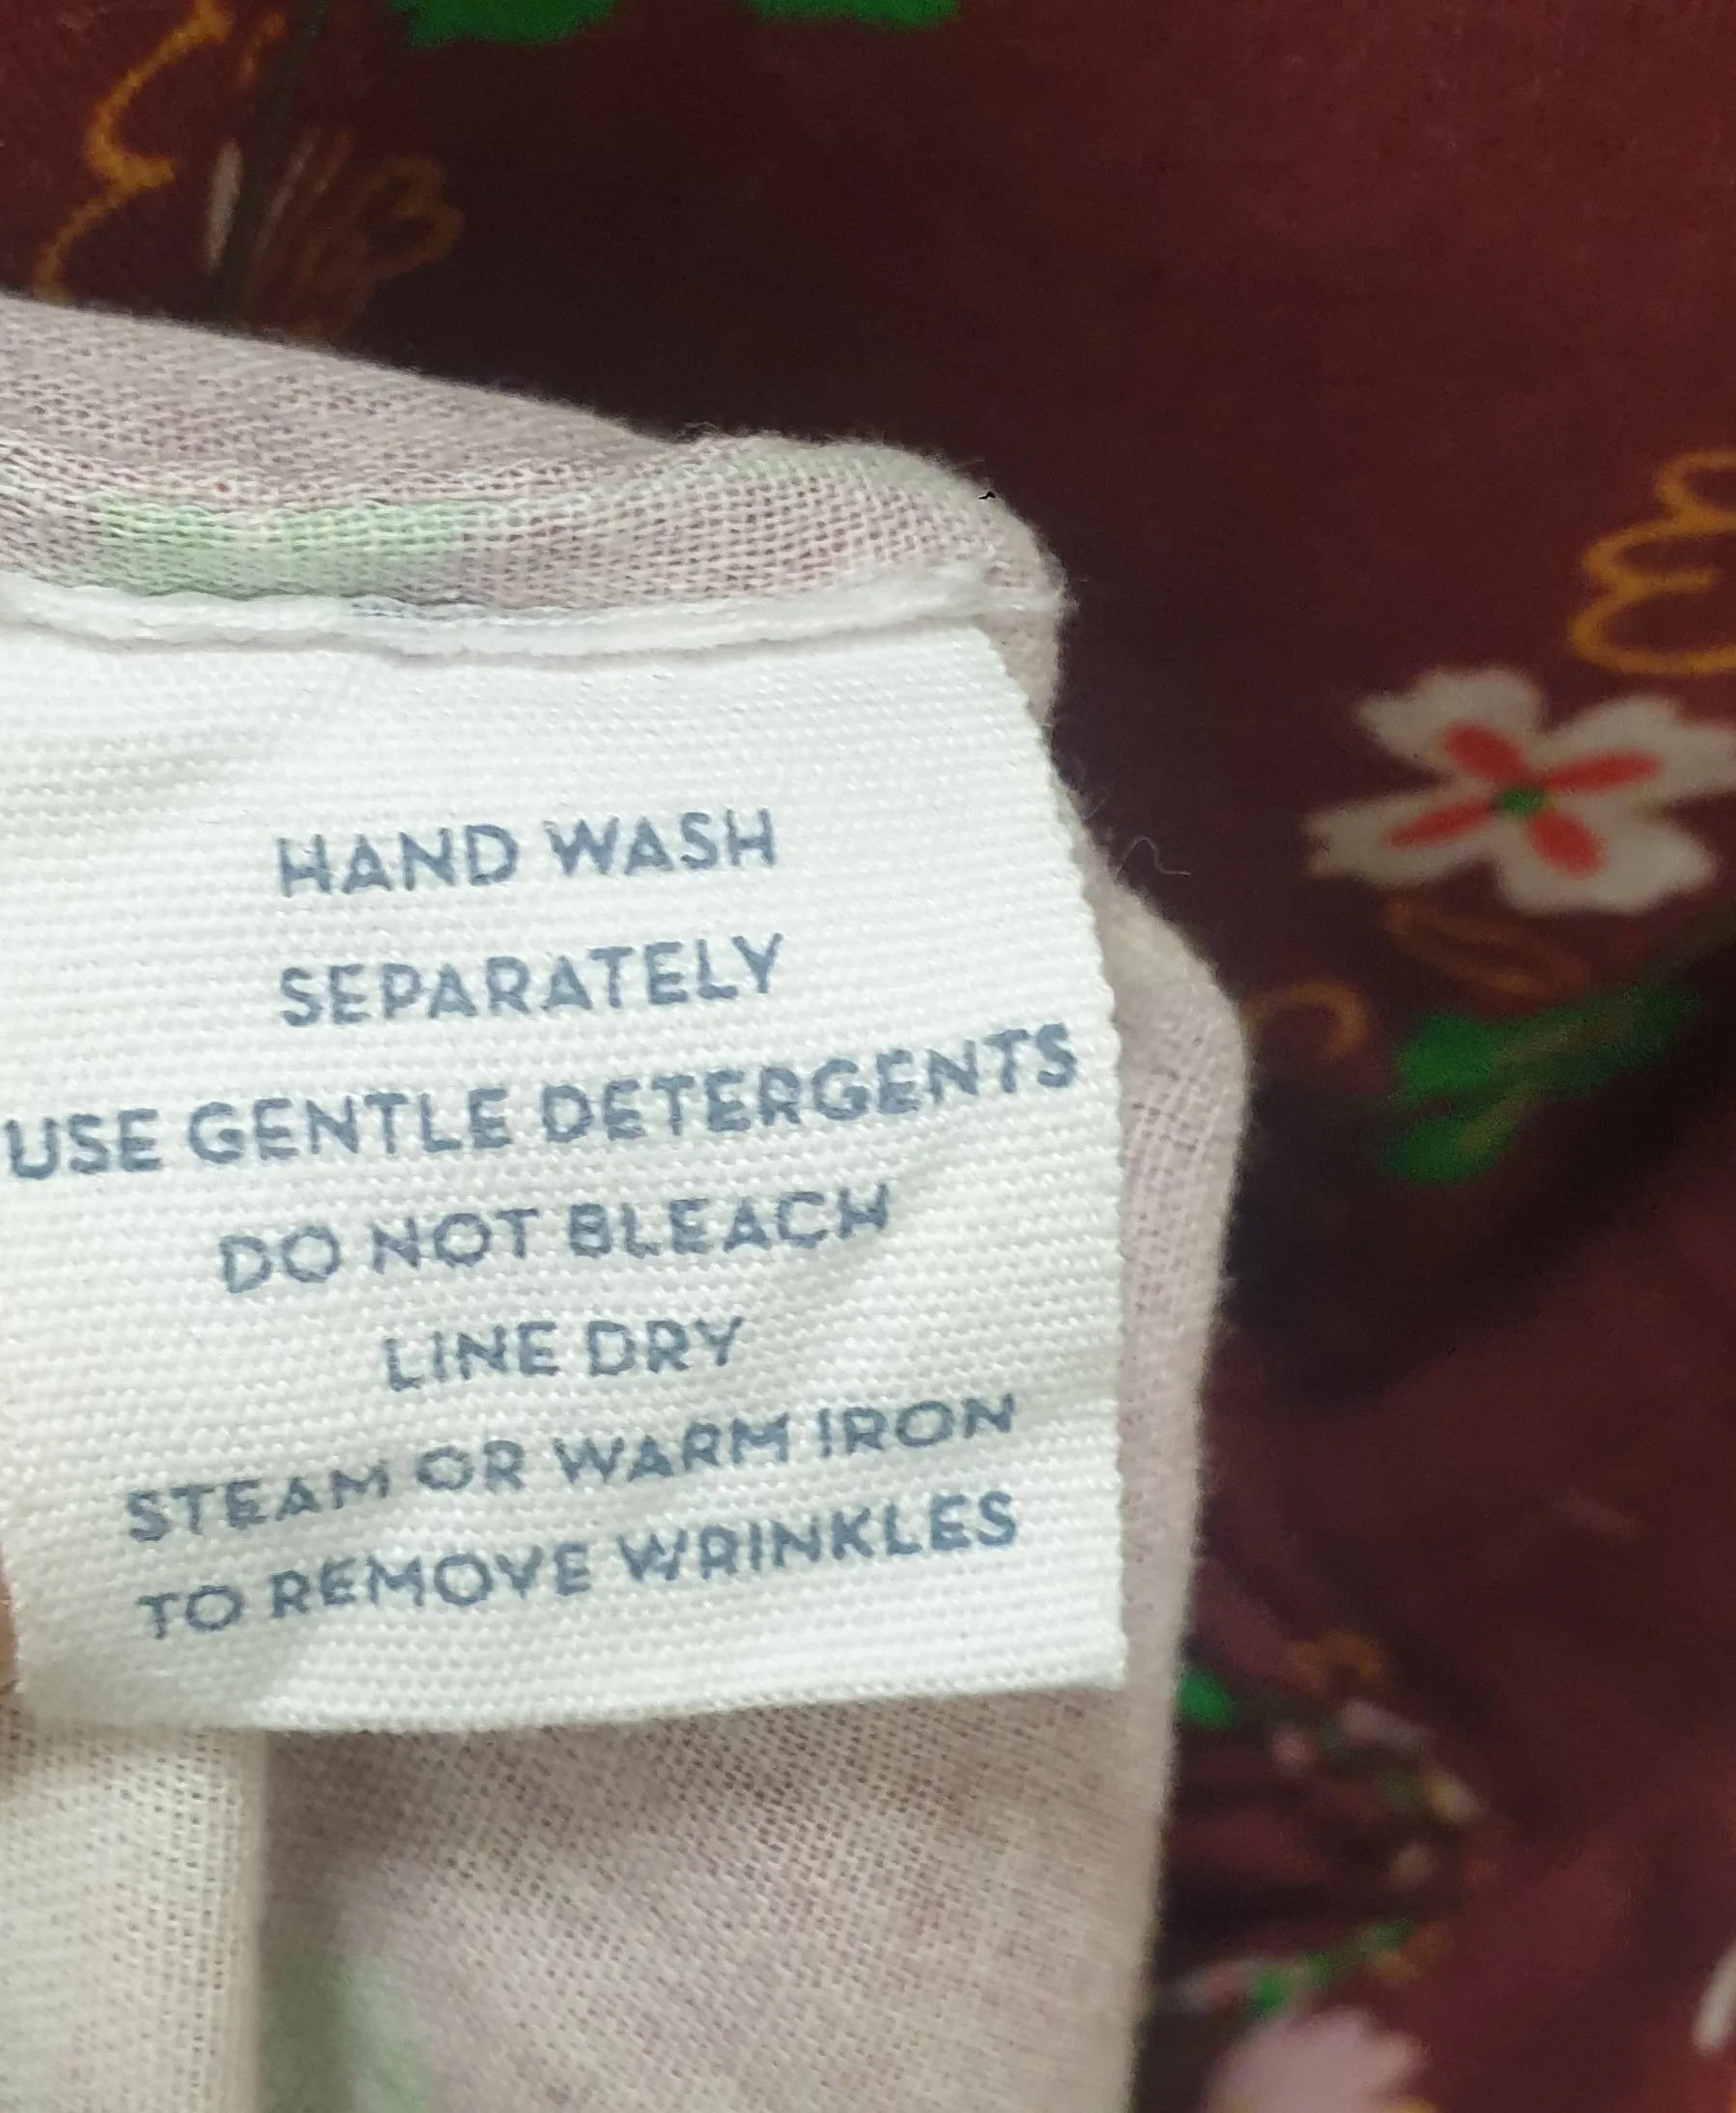 HAND WASH
SEPARATELY
USE GENTLE DETERGENTS
DO NOT BLEACH
LINE DRY
STEAM OR WARM IRON
TO REMOVE WRINKLES